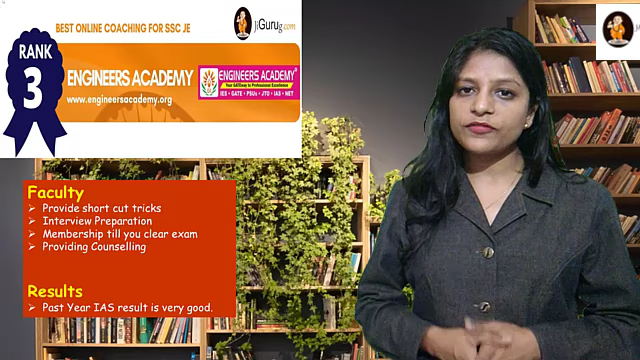 BEST ONLINE COACHING FOR SSC JE
JiGurug.com
RANK
3
ENGINEERS ACADEMY
www.engineersacademy.org
ENGINEERS ACADEMY
Your GATEway to Professional Excellence
IES • GATE • PSUs • JTO • IAS • NET
Faculty
➢ Provide short cut tricks
➢ Interview Preparation
➢ Membership till you clear exam
➢ Providing Counselling
Results
➢ Past Year IAS result is very good.